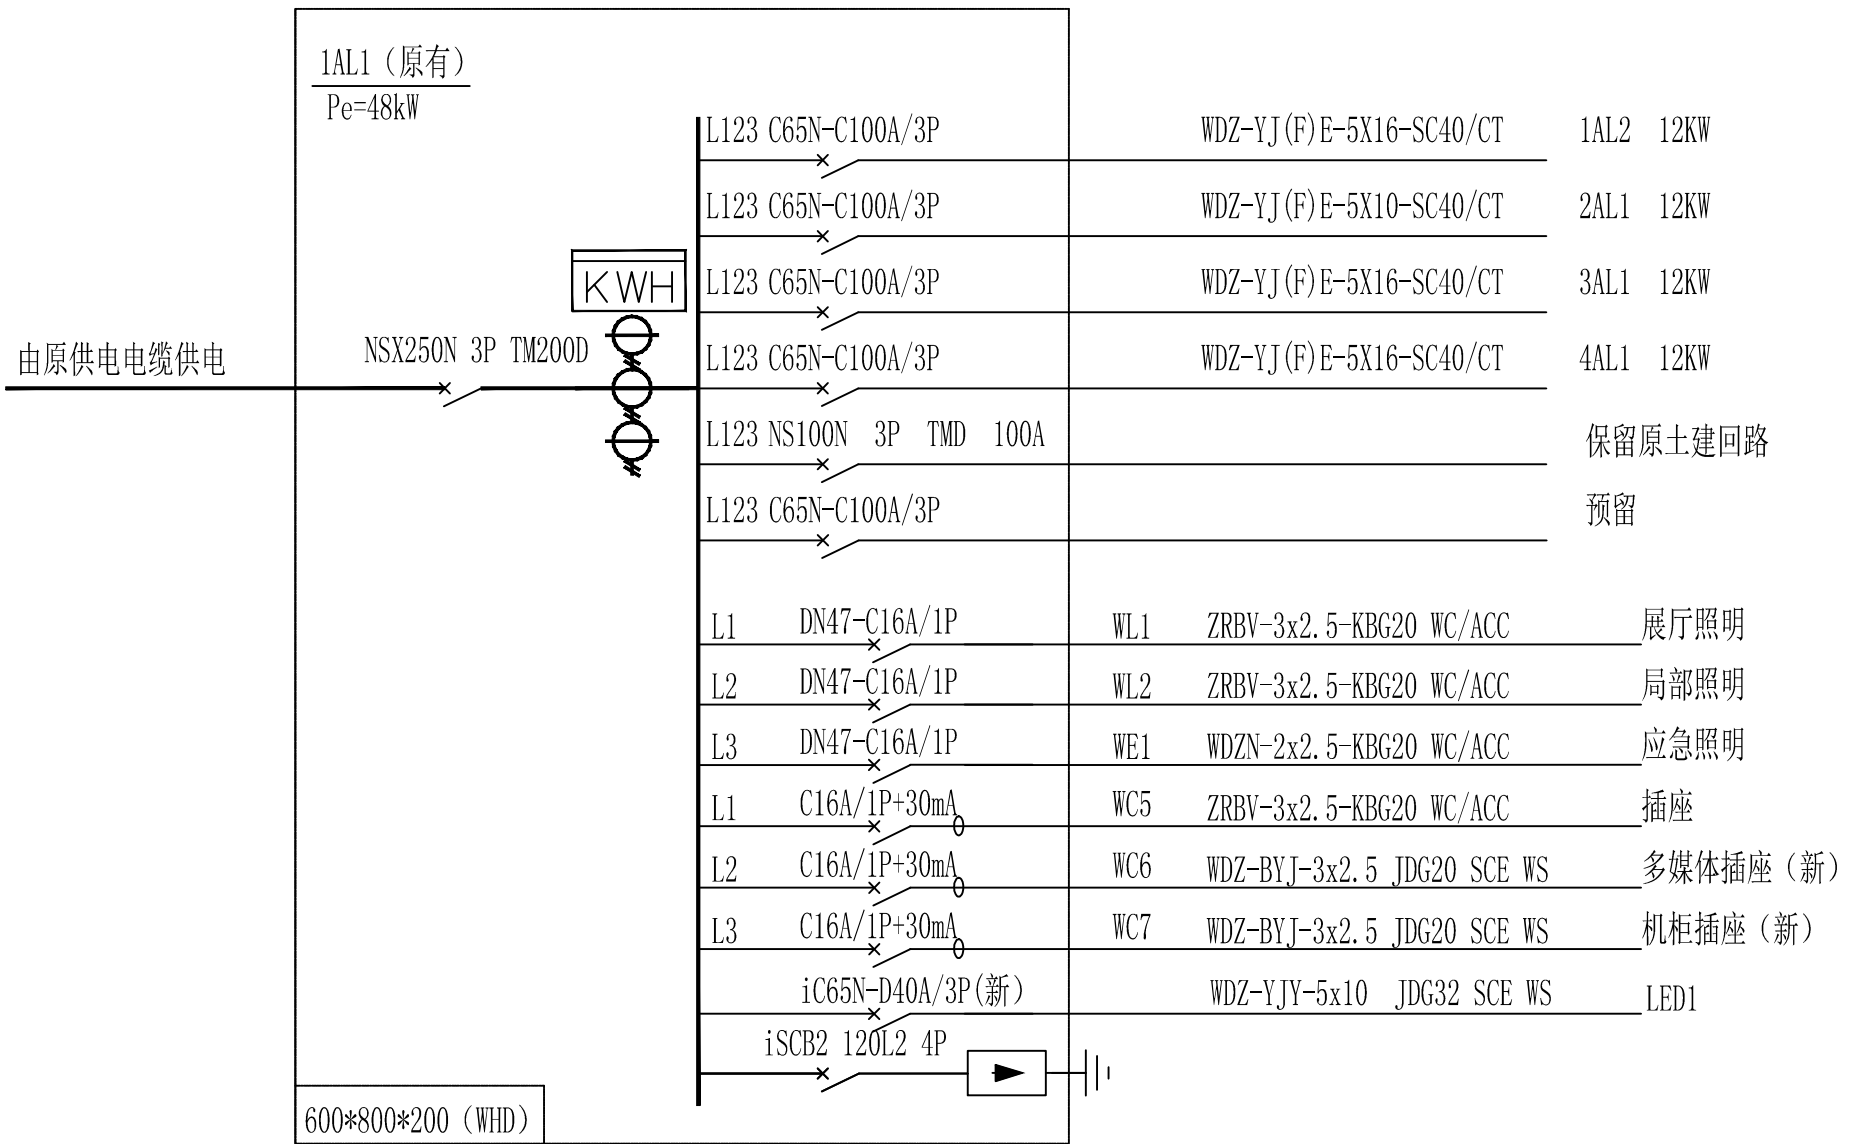 1AL1（原有）
Pe=48kW
L123 C65N-C100A/3P WDZ-YJ(F)E-5X16-SC40/CT 1AL2 12KW
L123 C65N-C100A/3P WDZ-YJ(F)E-5X10-SC40/CT 2AL1 12KW
KWH
L123 C65N-C100A/3P WDZ-YJ(F)E-5X16-SC40/CT 3AL1 12KW
由原供电电缆供电 NSX250N 3P TM200D
L123 C65N-C100A/3P WDZ-YJ(F)E-5X16-SC40/CT 4AL1 12KW
L123 NS100N 3P TMD 100A 保留原土建回路
L123 C65N-C100A/3P 预留
L1 DN47-C16A/1P WL1 ZRBV-3x2.5-KBG20 WC/ACC 展厅照明
L2 DN47-C16A/1P WL2 ZRBV-3x2.5-KBG20 WC/ACC 局部照明
L3 DN47-C16A/1P WE1 WDZN-2x2.5-KBG20 WC/ACC 应急照明
L1 C16A/1P+30mA WC5 ZRBV-3x2.5-KBG20 WC/ACC 插座
L2 C16A/1P+30mA WC6 WDZ-BYJ-3x2.5 JDG20 SCE WS 多媒体插座（新）
L3 C16A/1P+30mA WC7 WDZ-BYJ-3x2.5 JDG20 SCE WS 机柜插座（新）
iC65N-D40A/3P(新） WDZ-YJY-5x10 JDG32 SCE WS LED1
iSCB2 120L2 4P
600*800*200（WHD）